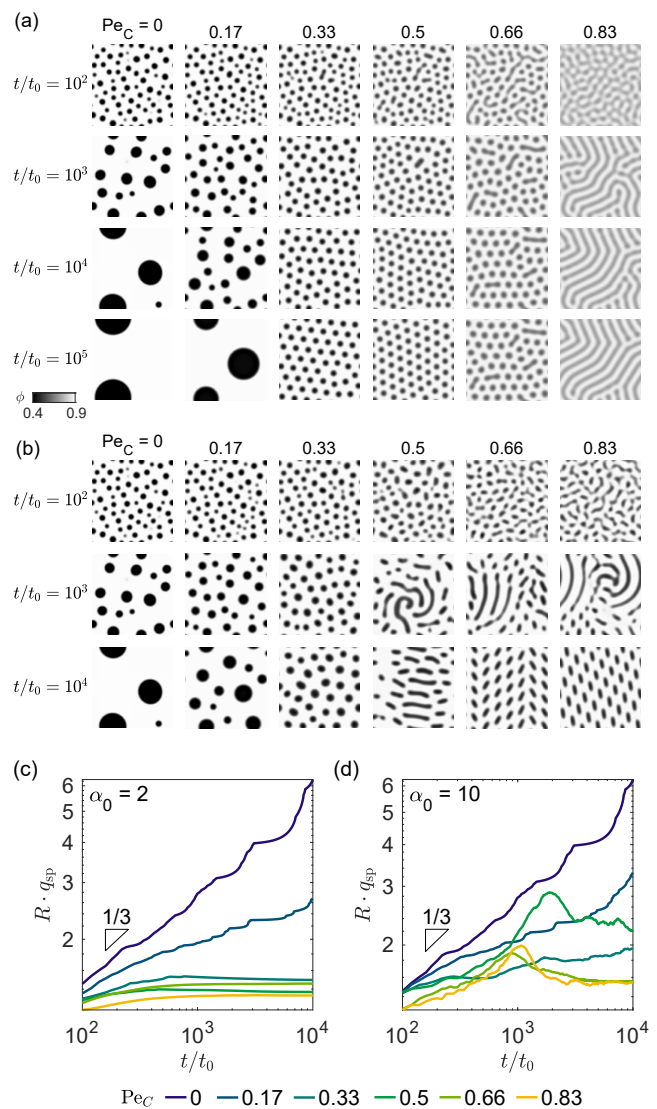 (a)
Pe_C = 0 0.17 0.33 0.5 0.66 0.83
t/t_0 = 10^2
t/t_0 = 10^3
t/t_0 = 10^4
t/t_0 = 10^5
ϕ
0.4 0.9
(b)
Pe_C = 0 0.17 0.33 0.5 0.66 0.83
t/t_0 = 10^2
t/t_0 = 10^3
t/t_0 = 10^4
(c) (d)
6 6
α_0 = 2 α_0 = 10
5 5
4 4
R · q_sp R · q_sp
3 3
1/3 1/3
2 2
10^2 10^3 10^4 10^2 10^3 10^4
t/t_0 t/t_0
Pe_C 0 0.17 0.33 0.5 0.66 0.83